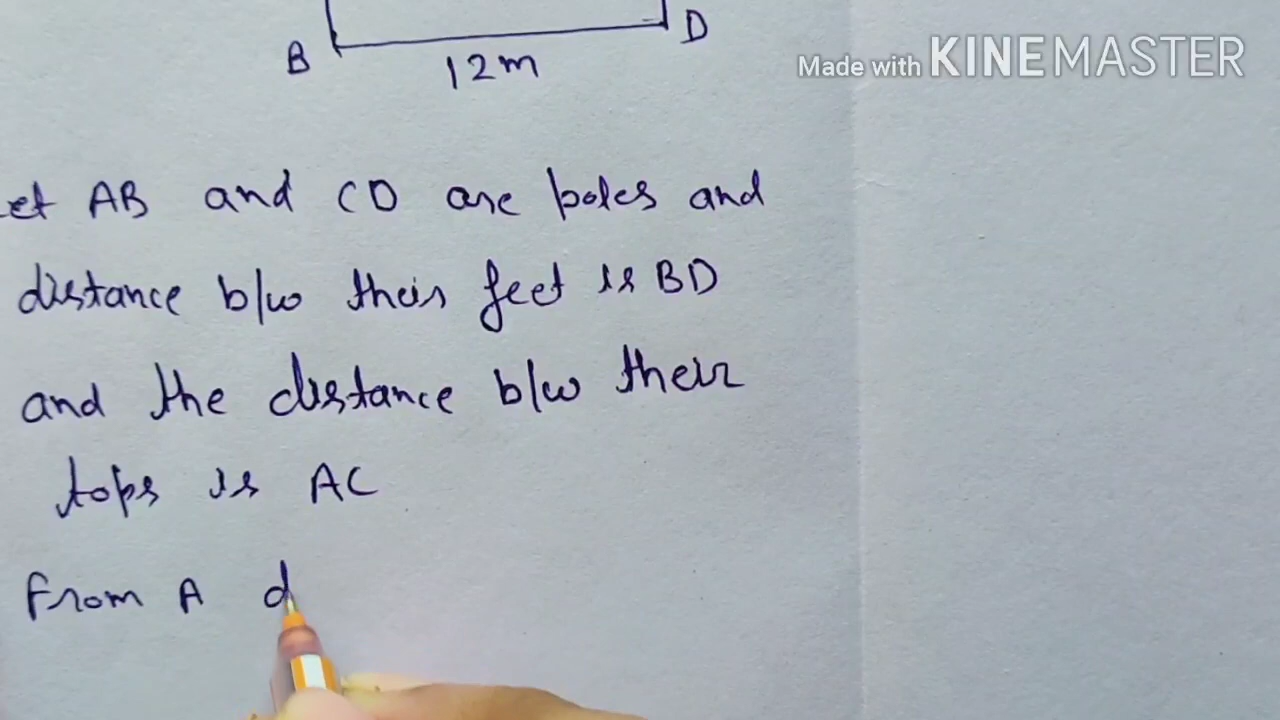 B
D
12m
Made with KINEMASTER
et AB and CD are poles and
distance b/w their feet is BD
and the distance b/w their
tops is AC
From A d